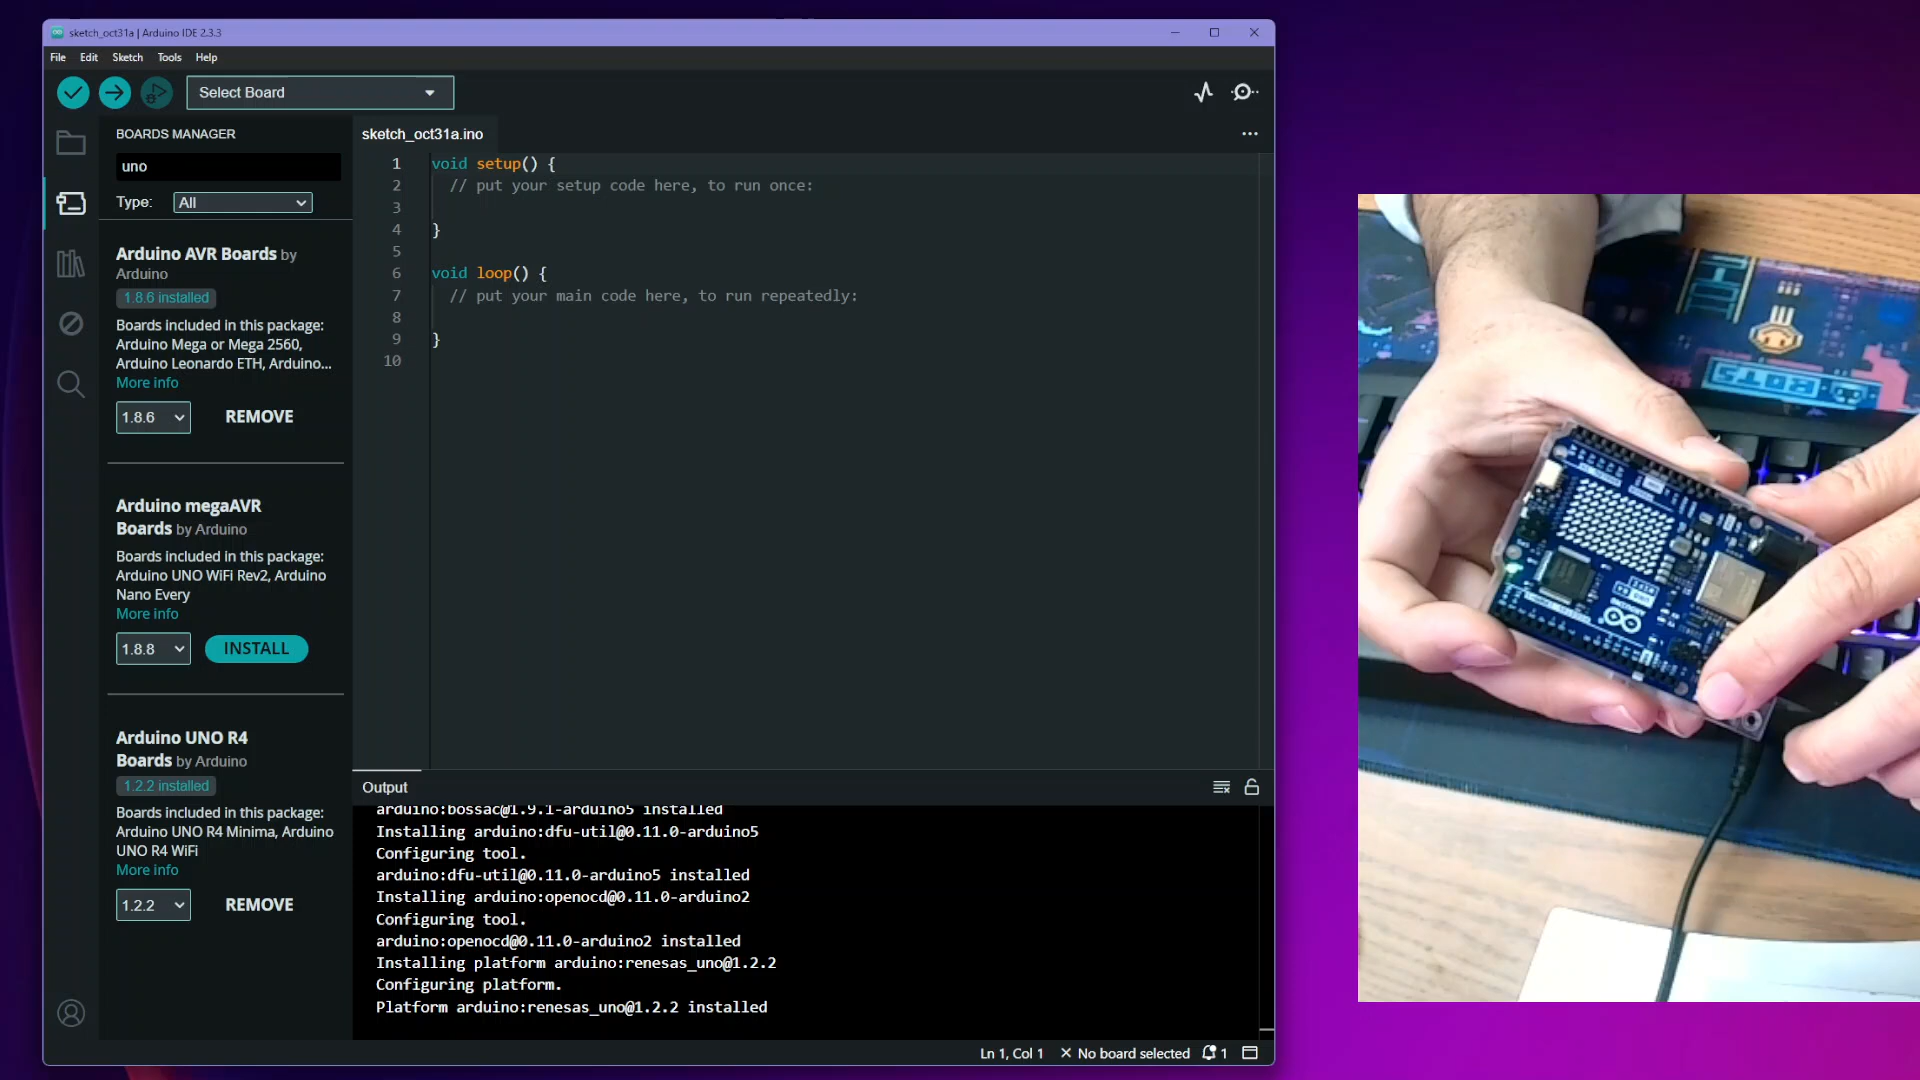 sketch_oct31a | Arduino IDE 2.3.3
File Edit Sketch Tools Help
Select Board
BOARDS MANAGER
uno
Type: All
Arduino AVR Boards by
Arduino
1.8.6 installed
Boards included in this package:
Arduino Mega or Mega 2560,
Arduino Leonardo ETH, Arduino...
More info
1.8.6 REMOVE
Arduino megaAVR
Boards by Arduino
Boards included in this package:
Arduino UNO WiFi Rev2, Arduino
Nano Every
More info
1.8.8 INSTALL
Arduino UNO R4
Boards by Arduino
1.2.2 installed
Boards included in this package:
Arduino UNO R4 Minima, Arduino
UNO R4 WiFi
More info
1.2.2 REMOVE
sketch_oct31a.ino
1 void setup() {
2 // put your setup code here, to run once:
3
4 }
5
6 void loop() {
7 // put your main code here, to run repeatedly:
8
9 }
10
Output
arduino:bossac@1.9.1-arduino5 installed
Installing arduino:dfu-util@0.11.0-arduino5
Configuring tool.
arduino:dfu-util@0.11.0-arduino5 installed
Installing arduino:openocd@0.11.0-arduino2
Configuring tool.
arduino:openocd@0.11.0-arduino2 installed
Installing platform arduino:renesas_uno@1.2.2
Configuring platform.
Platform arduino:renesas_uno@1.2.2 installed
Ln 1, Col 1 No board selected 1